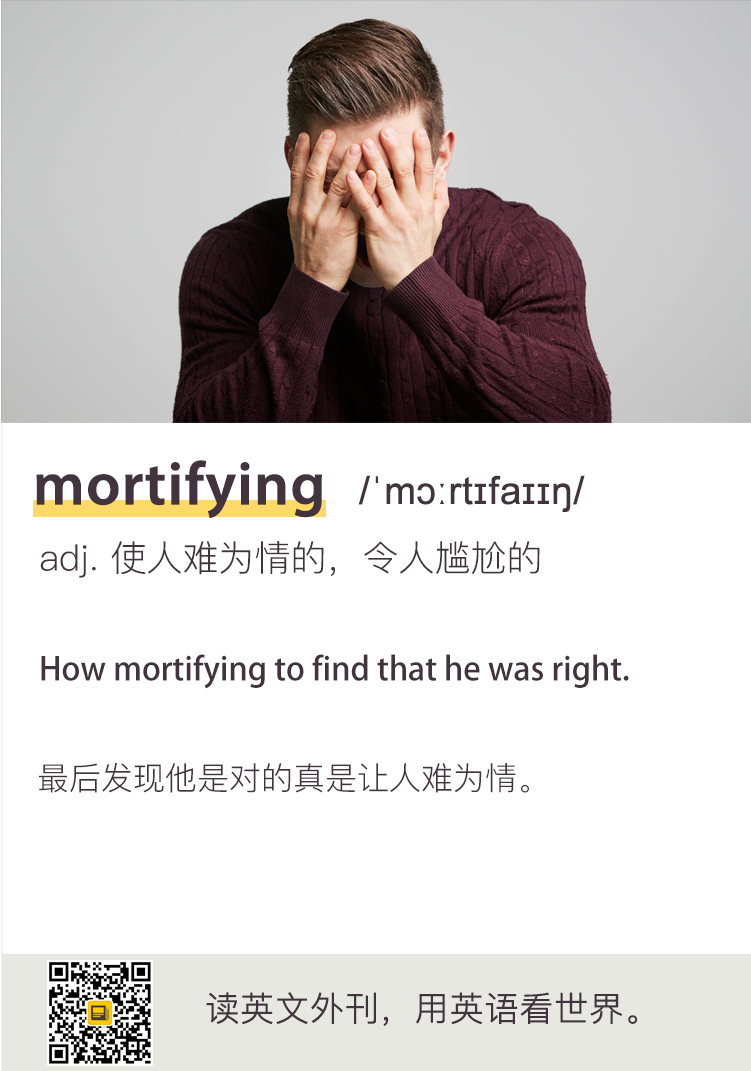 mortifying /ˈmɔːrtɪfaɪɪŋ/
adj. 使人难为情的，令人尴尬的
How mortifying to find that he was right.
最后发现他是对的真是让人难为情。
读英文外刊，用英语看世界。